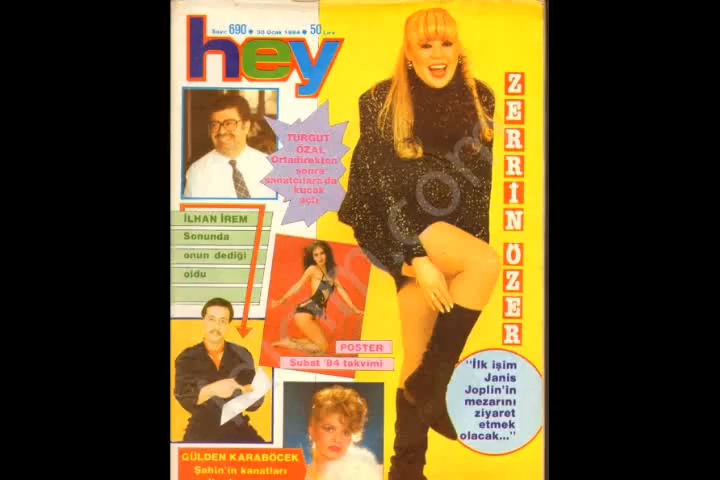 Sayı: 690 • 30 Ocak 1984 • 50 Lira
hey
TURGUT
ÖZAL
Ortadirekten
sonra
sanatçılara da
kucak
açtı
ZERRİN ÖZER
İLHAN İREM
Sonunda
onun dediği
oldu
POSTER
Şubat '84 takvimi
"İlk işim
Janis
Joplin'in
mezarını
ziyaret
etmek
olacak..."
GÜLDEN KARABÖCEK
Şahin'in kanatları